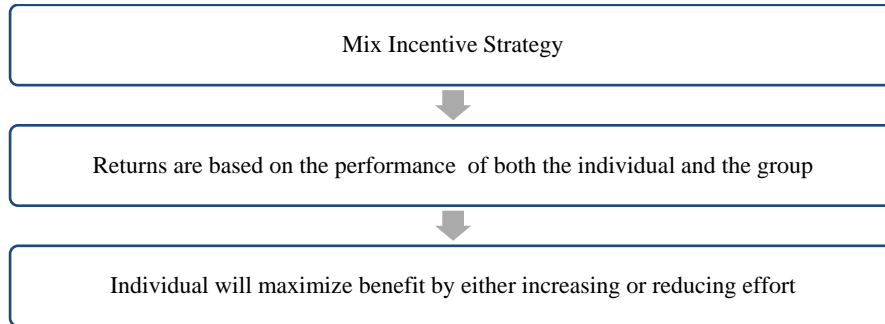 Mix Incentive Strategy
Returns are based on the performance of both the individual and the group
Individual will maximize benefit by either increasing or reducing effort